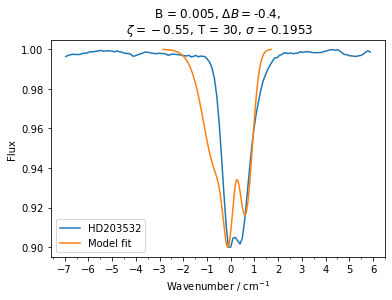 B = 0.005, ΔB = -0.4,
ζ = −0.55, T = 30, σ = 0.1953
1.00
0.98
0.96
0.94
0.92
0.90
Flux
HD203532
Model fit
−7 −6 −5 −4 −3 −2 −1 0 1 2 3 4 5 6
Wavenumber / cm⁻¹